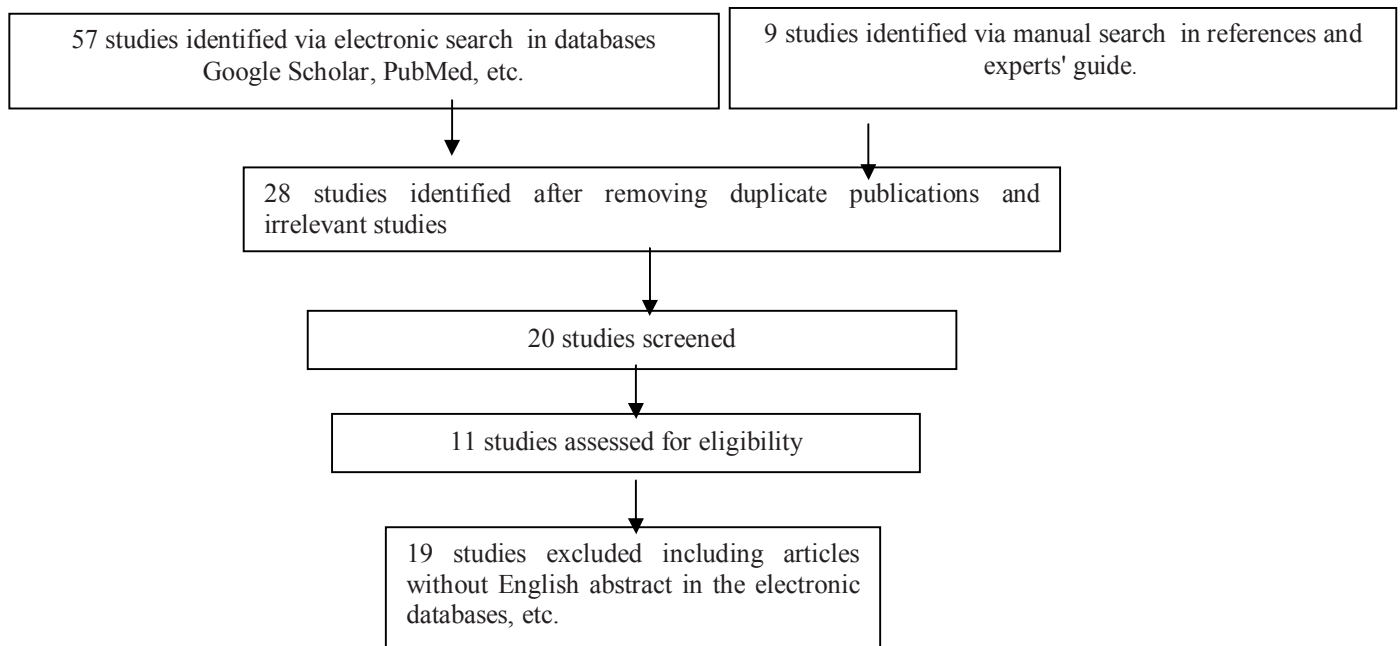 57 studies identified via electronic search in databases
Google Scholar, PubMed, etc.
9 studies identified via manual search in references and
experts' guide.
28 studies identified after removing duplicate publications and
irrelevant studies
20 studies screened
11 studies assessed for eligibility
19 studies excluded including articles
without English abstract in the electronic
databases, etc.